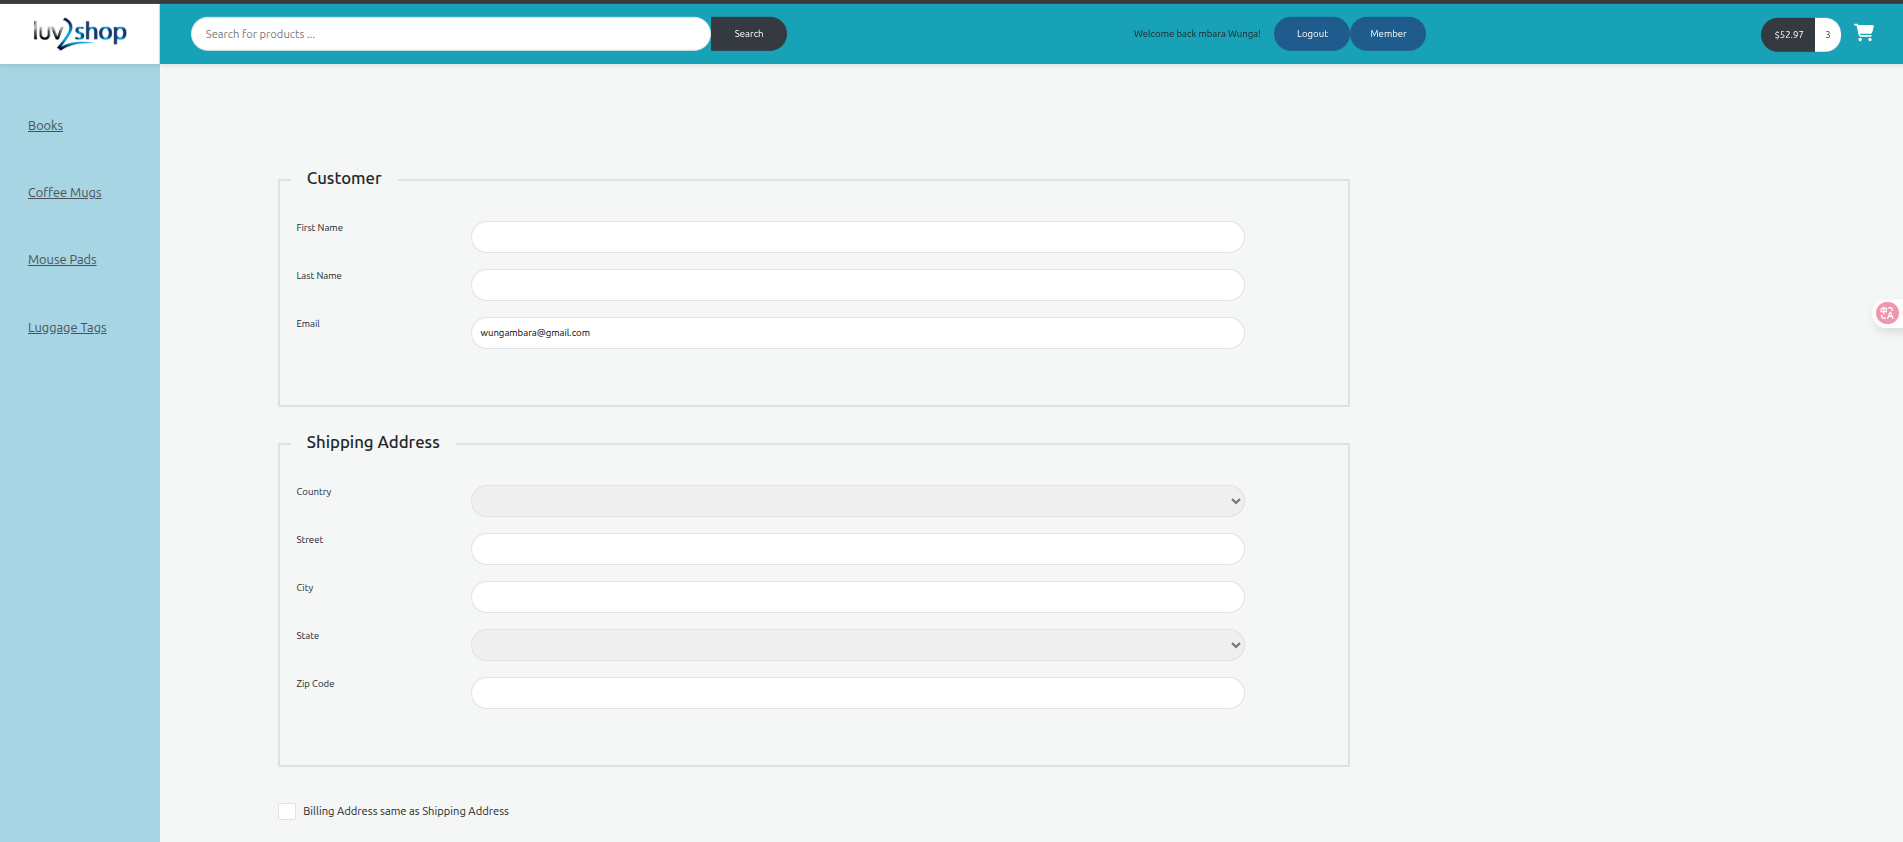 luv2shop
Search for products ...
Search
Welcome back mbara Wunga!
Logout
Member
$52.97
3
Books
Coffee Mugs
Mouse Pads
Luggage Tags
Customer
First Name
Last Name
Email
wungambara@gmail.com
Shipping Address
Country
Street
City
State
Zip Code
Billing Address same as Shipping Address